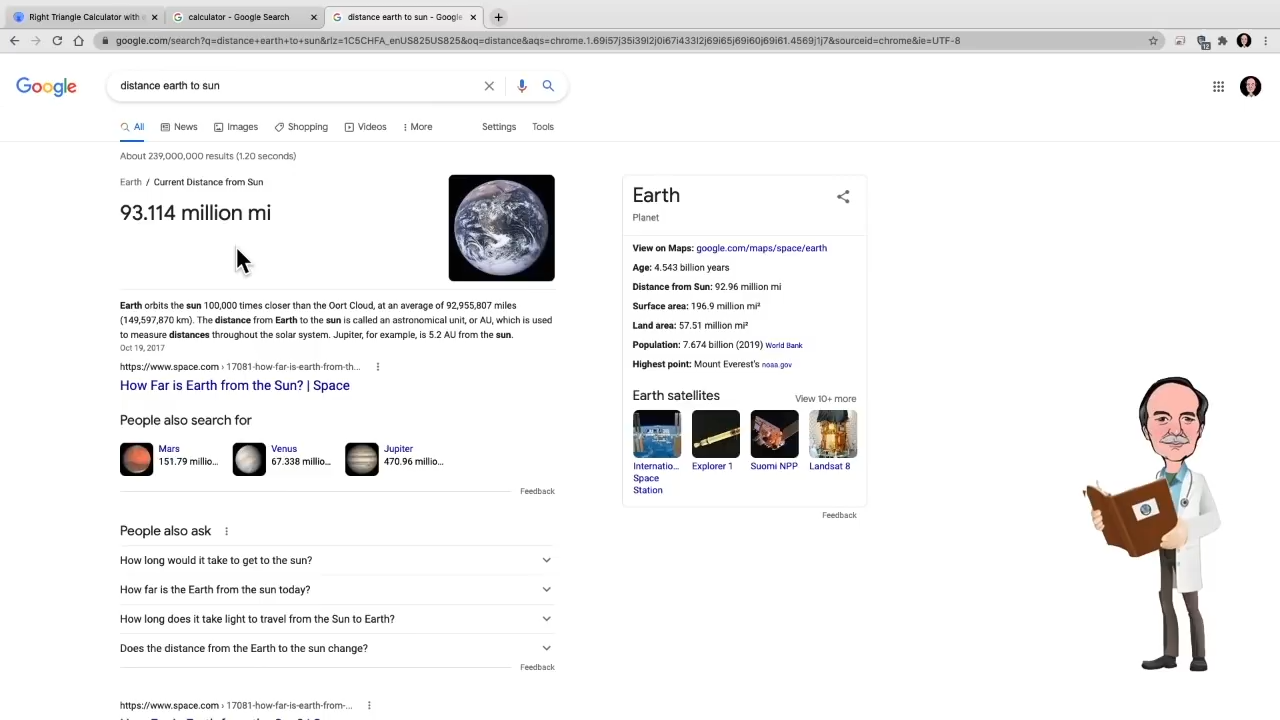 Right Triangle Calculator with
calculator - Google Search
distance earth to sun - Google
google.com/search?q=distance+earth+to+sun&rlz=1C5CHFA_enUS825US825&oq=distance&aqs=chrome.1.69i57j35i39l2j0i67i433l2j69i65j69i60j69i61.4569j1j7&sourceid=chrome&ie=UTF-8
12
Google
distance earth to sun
All
News
Images
Shopping
Videos
More
Settings
Tools
About 239,000,000 results (1.20 seconds)
Earth / Current Distance from Sun
93.114 million mi
Earth orbits the sun 100,000 times closer than the Oort Cloud, at an average of 92,955,807 miles
(149,597,870 km). The distance from Earth to the sun is called an astronomical unit, or AU, which is used
to measure distances throughout the solar system. Jupiter, for example, is 5.2 AU from the sun.
Oct 19, 2017
https://www.space.com › 17081-how-far-is-earth-from-th...
How Far is Earth from the Sun? | Space
People also search for
Mars
151.79 millio...
Venus
67.338 millio...
Jupiter
470.96 millio...
Feedback
People also ask
How long would it take to get to the sun?
How far is the Earth from the sun today?
How long does it take light to travel from the Sun to Earth?
Does the distance from the Earth to the sun change?
Feedback
https://www.space.com › 17081-how-far-is-earth-from-...
Earth
Planet
View on Maps: google.com/maps/space/earth
Age: 4.543 billion years
Distance from Sun: 92.96 million mi
Surface area: 196.9 million mi²
Land area: 57.51 million mi²
Population: 7.674 billion (2019) World Bank
Highest point: Mount Everest's noaa.gov
Earth satellites
View 10+ more
Internatio...
Space
Station
Explorer 1
Suomi NPP
Landsat 8
Feedback